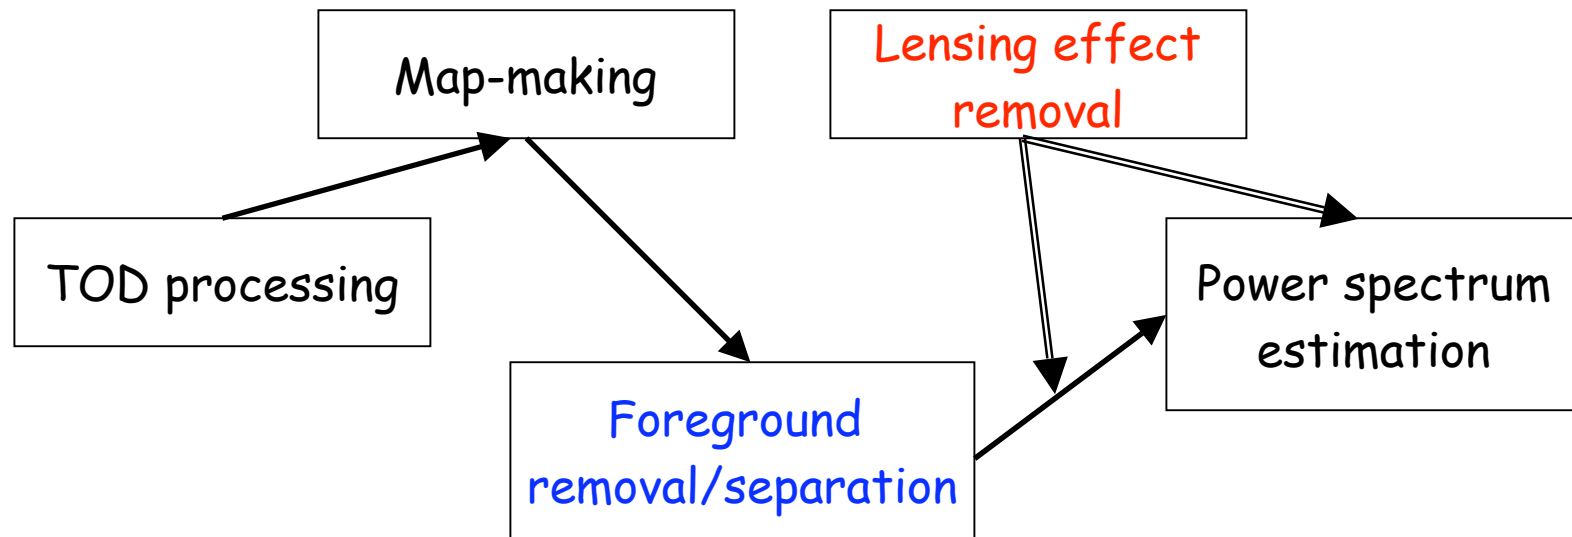 Map-making
Lensing effect
removal
TOD processing
Power spectrum
estimation
Foreground
removal/separation